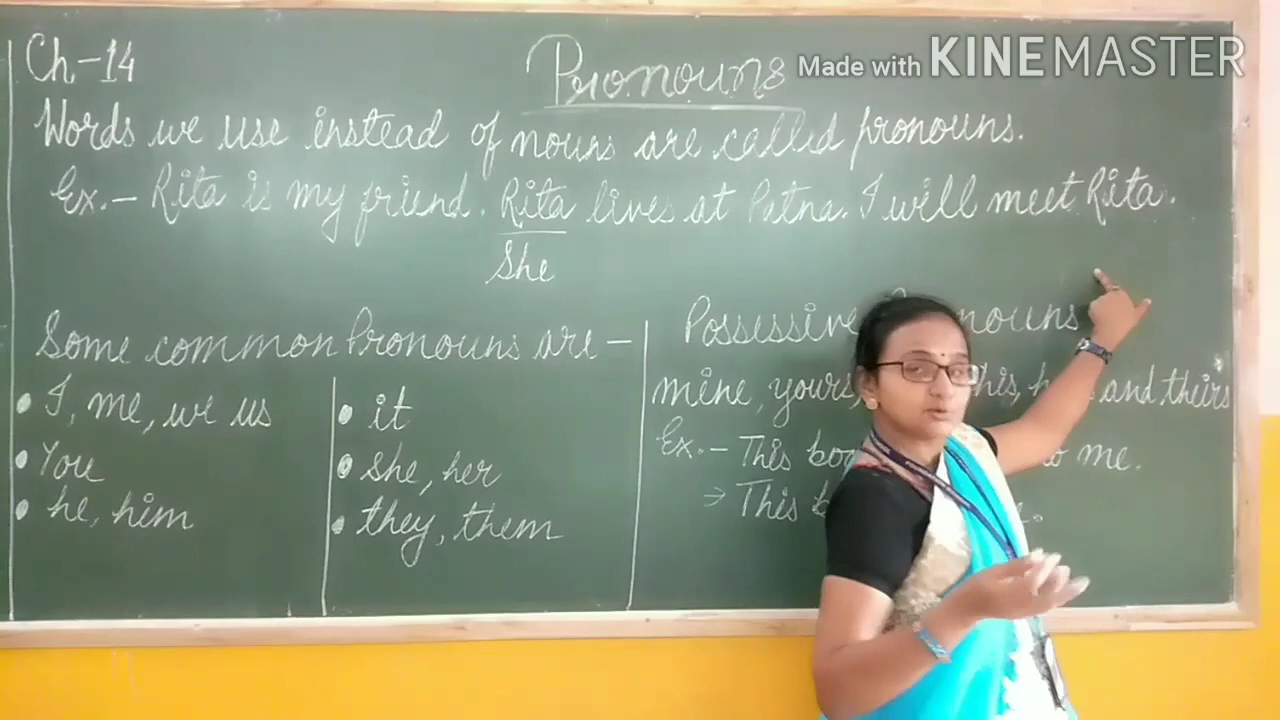 Ch-14
Pronouns
Made with KINEMASTER
Words we use instead of nouns are called pronouns.
Ex.- Rita is my friend. Rita lives at Patna. I will meet Rita.
She
Some common Pronouns are -
• I, me, we us
• You
• he, him
• it
• she, her
• they, them
Possessive
mine, yours, his, and theirs
Ex.- This me.
→ This